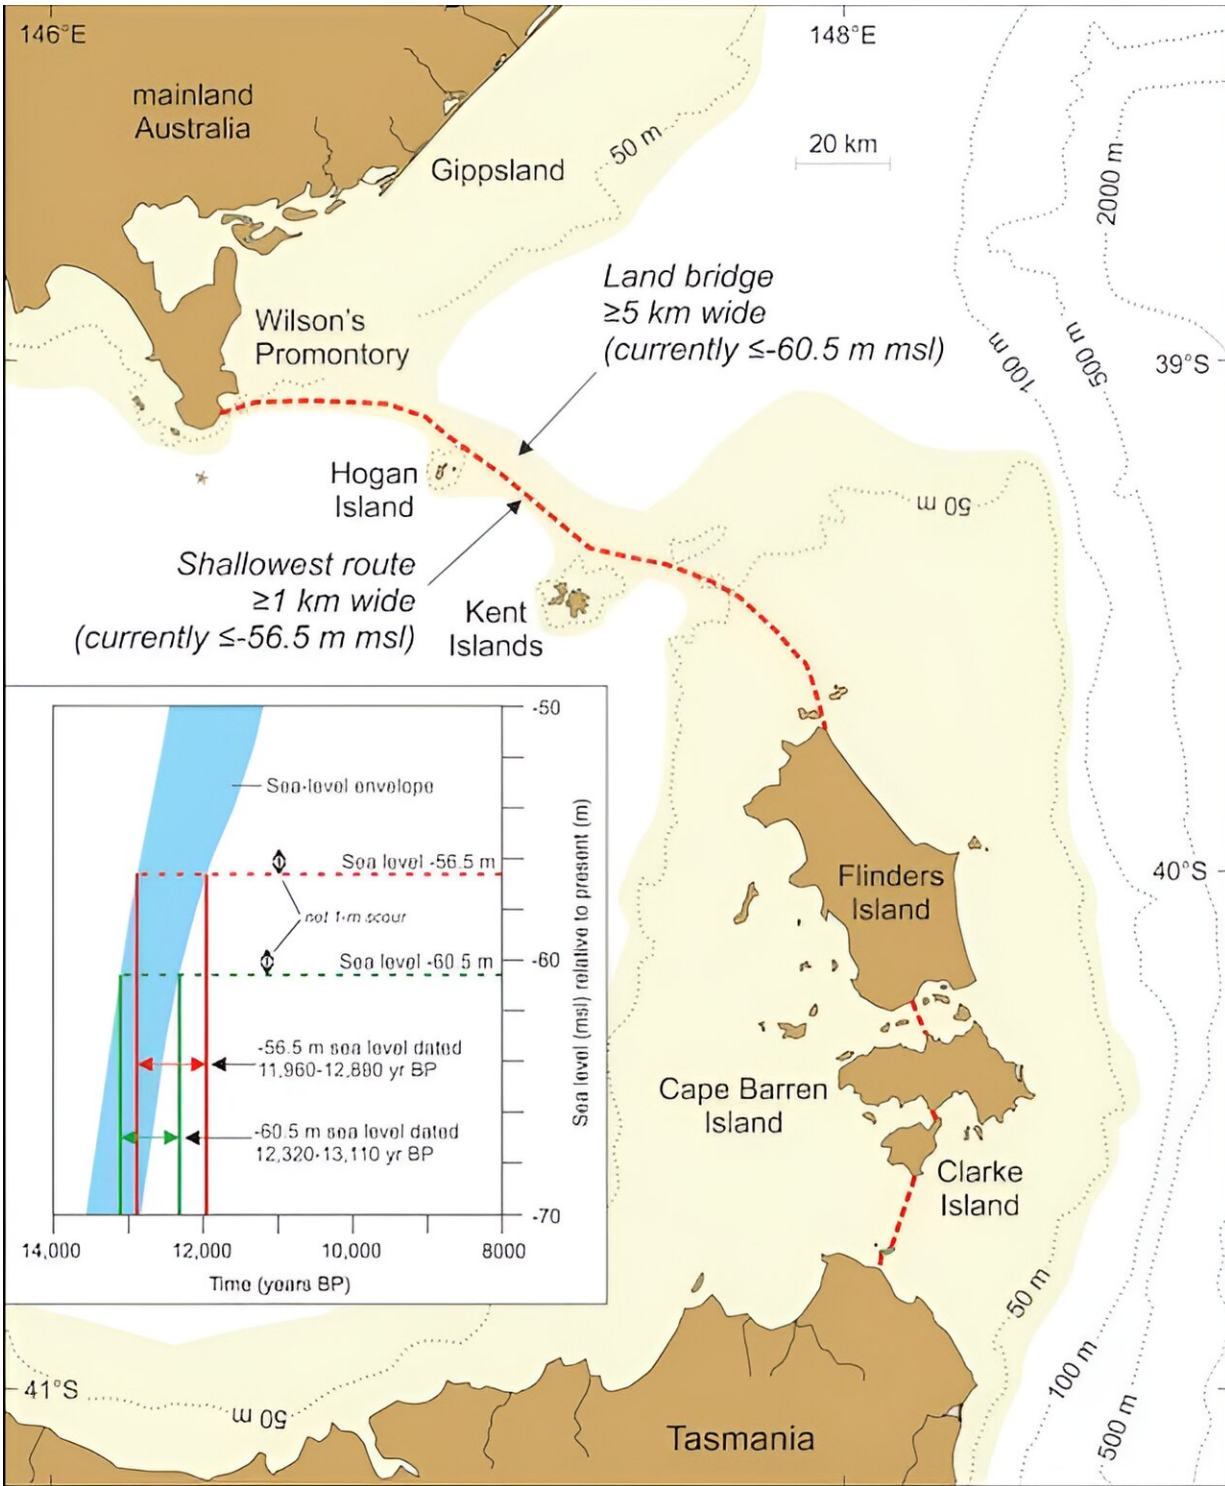 146°E
148°E
mainland
Australia
Gippsland
50 m
20 km
2000 m
Land bridge
≥5 km wide
(currently ≤-60.5 m msl)
Wilson's
Promontory
100 m
500 m
39°S
Hogan
Island
50 m
Shallowest route
≥1 km wide
(currently ≤-56.5 m msl)
Kent
Islands
-50
Sea-level envelope
Sea level -56.5 m
not 1-m scour
Sea level -60.5 m
-60
-56.5 m sea level dated
11,960-12,890 yr BP
-60.5 m sea level dated
12,320-13,110 yr BP
-70
Sea level (msl) relative to present (m)
14,000
12,000
10,000
8000
Time (years BP)
Flinders
Island
40°S
Cape Barren
Island
Clarke
Island
50 m
100 m
500 m
41°S
50 m
Tasmania